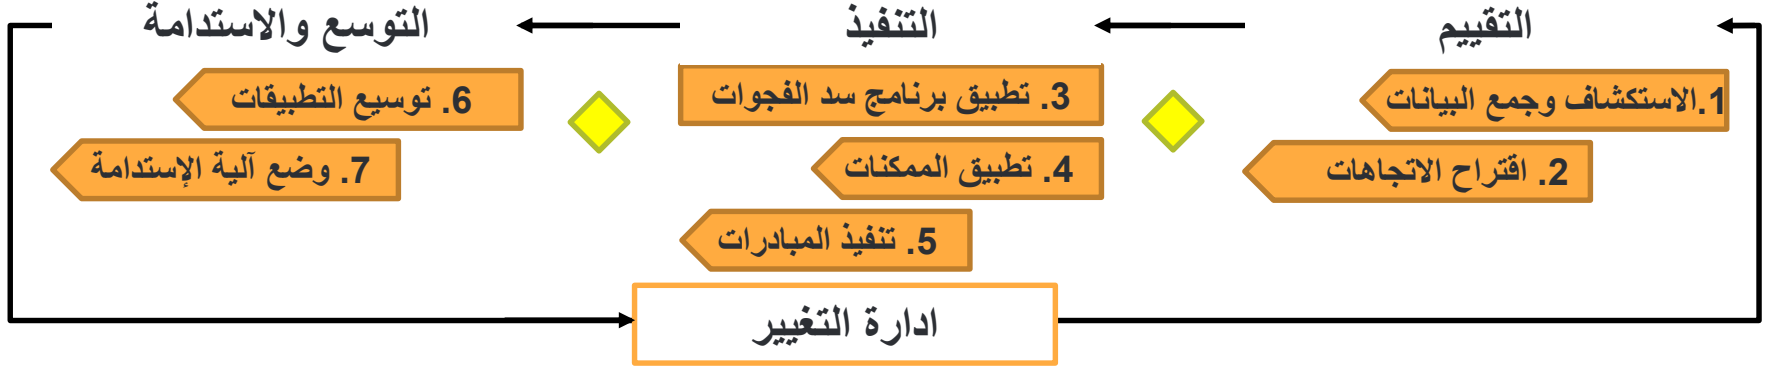 التقييم
1.الاستكشاف وجمع البيانات
2. اقتراح الاتجاهات
التنفيذ
3. تطبيق برنامج سد الفجوات
4. تطبيق الممكنات
5. تنفيذ المبادرات
التوسع والاستدامة
6. توسيع التطبيقات
7. وضع آلية الإستدامة
ادارة التغيير